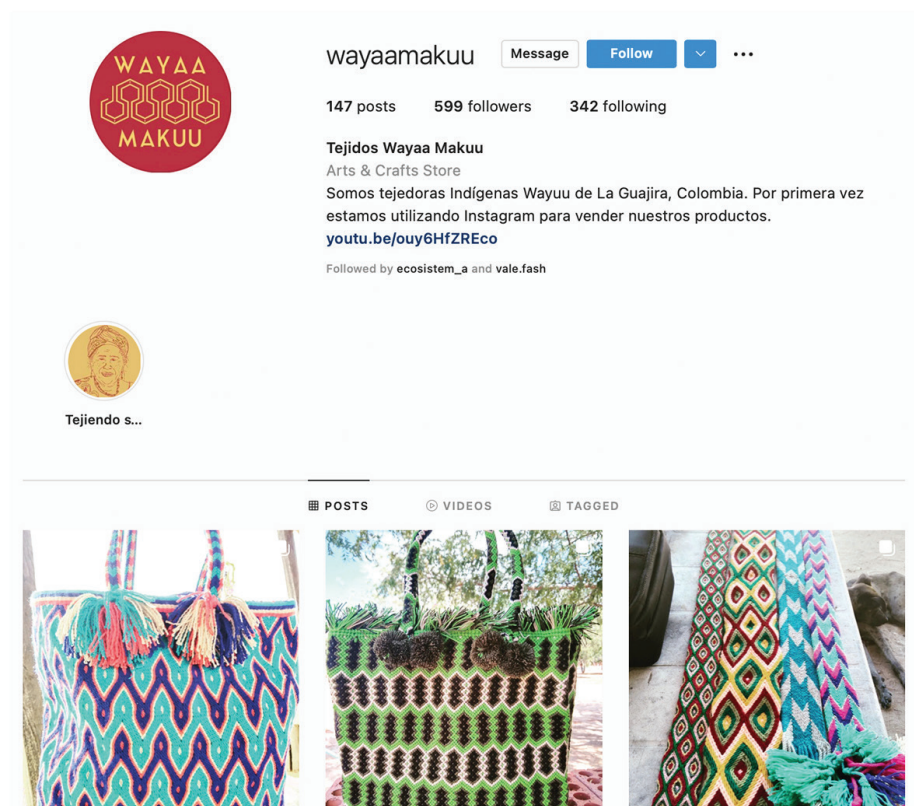 WAYAA
MAKUU
wayaamakuu Message Follow
147 posts 599 followers 342 following
Tejidos Wayaa Makuu
Arts & Crafts Store
Somos tejedoras Indígenas Wayuu de La Guajira, Colombia. Por primera vez
estamos utilizando Instagram para vender nuestros productos.
youtu.be/ouy6HfZREco
Followed by ecosistem_a and vale.fash
Tejiendo s...
POSTS VIDEOS TAGGED